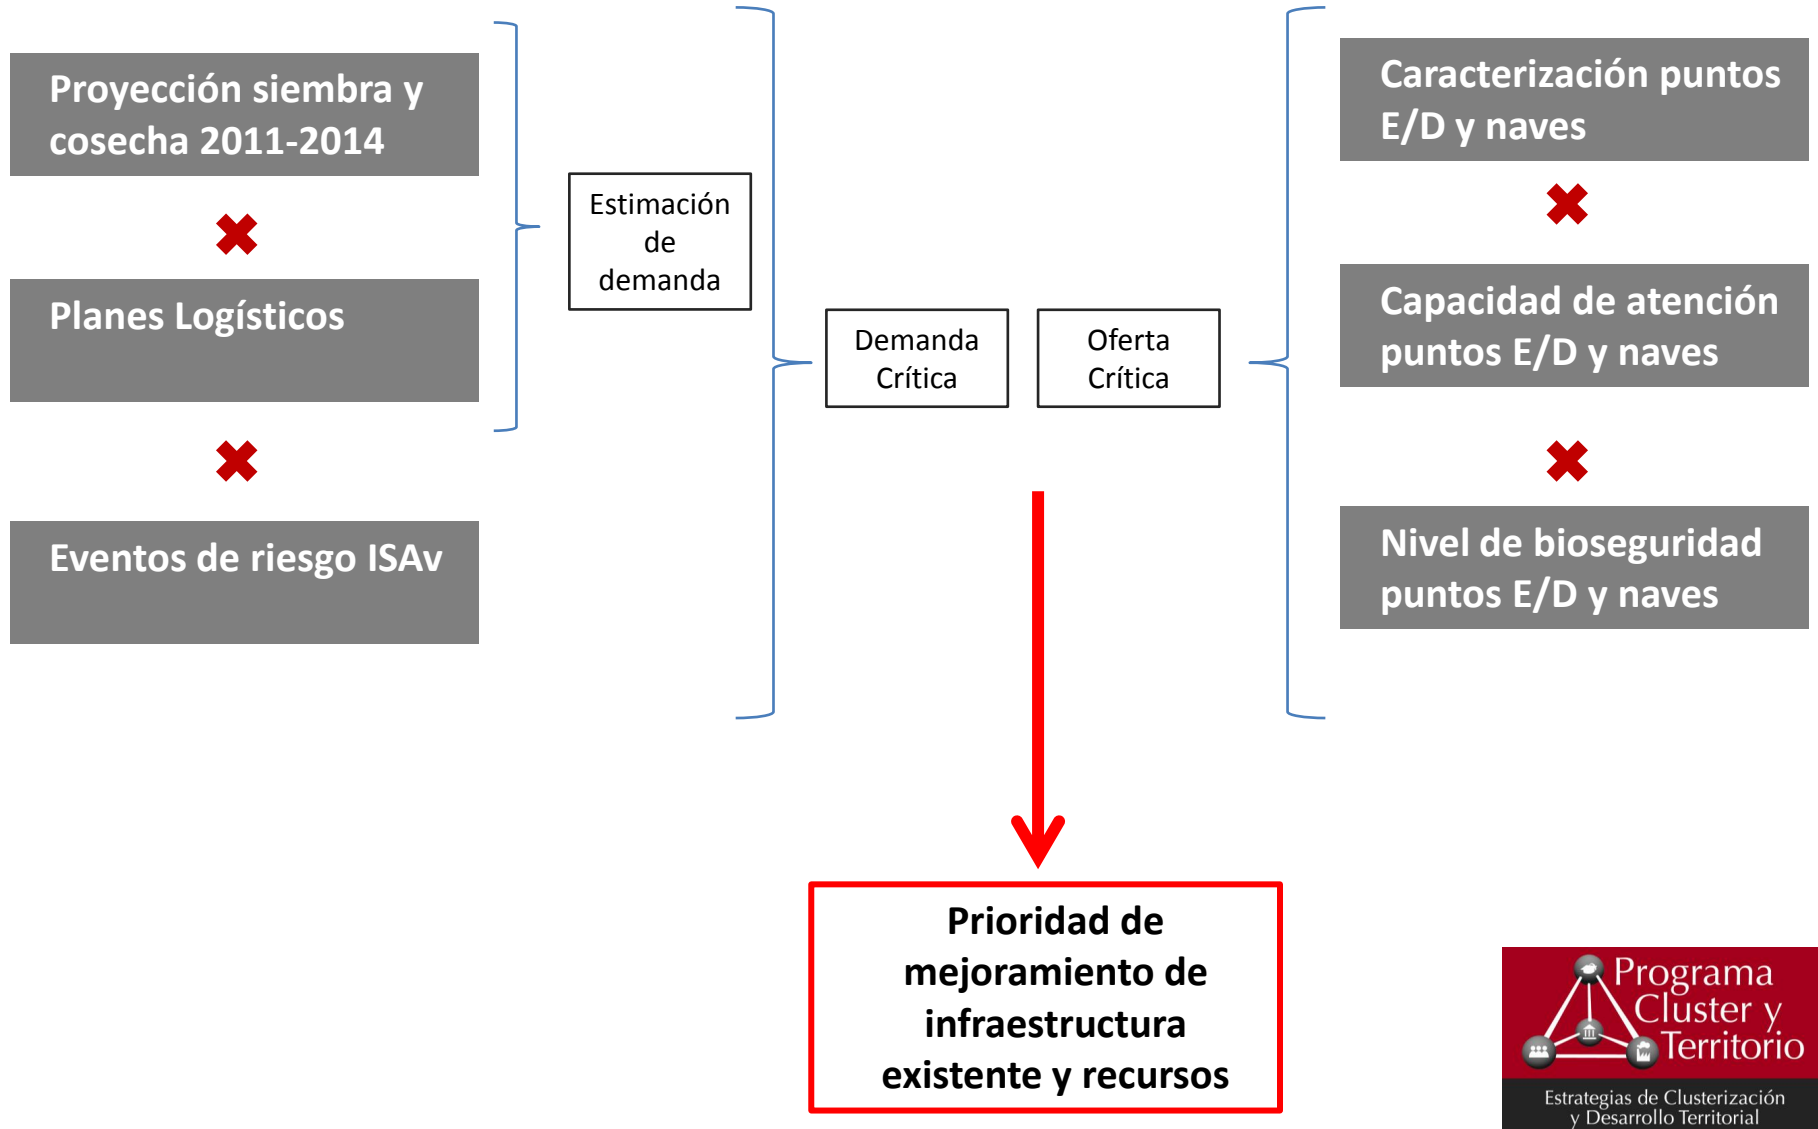 Proyección siembra y
cosecha 2011-2014
Planes Logísticos
Eventos de riesgo ISAv
Estimación
de
demanda
Demanda
Crítica
Oferta
Crítica
Caracterización puntos
E/D y naves
Capacidad de atención
puntos E/D y naves
Nivel de bioseguridad
puntos E/D y naves
Prioridad de
mejoramiento de
infraestructura
existente y recursos
Programa
Cluster y
Territorio
Estrategias de Clusterización
y Desarrollo Territorial